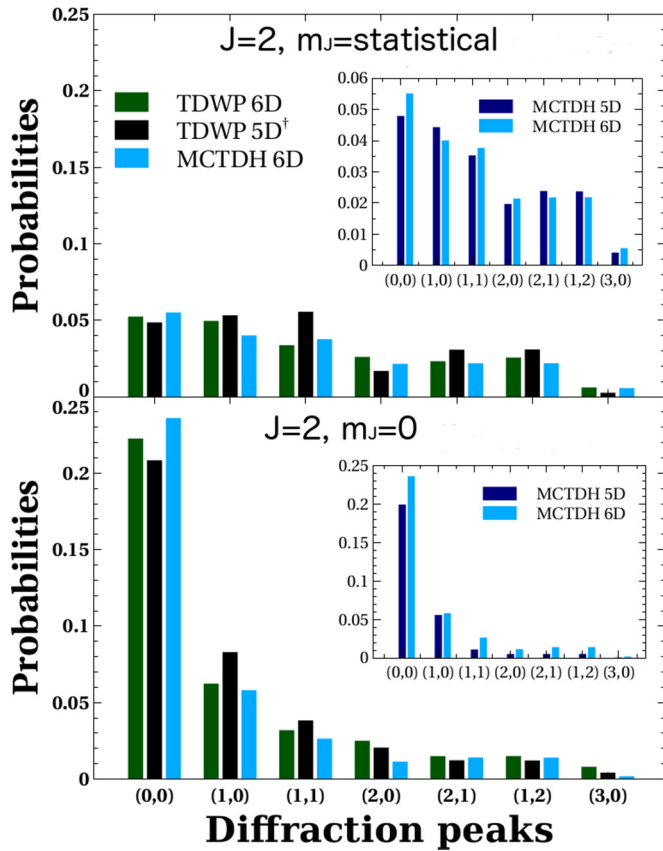 0.25
J=2, mJ=statistical
TDWP 6D
TDWP 5D†
MCTDH 6D
0.2
0.15
0.1
0.05
0
Probabilities
0.06
0.05
0.04
0.03
0.02
0.01
0
MCTDH 5D
MCTDH 6D
(0,0) (1,0) (1,1) (2,0) (2,1) (1,2) (3,0)
0.25
J=2, mJ=0
0.2
0.15
0.1
0.05
0
Probabilities
0.25
0.2
0.15
0.1
0.05
0
MCTDH 5D
MCTDH 6D
(0,0) (1,0) (1,1) (2,0) (2,1) (1,2) (3,0)
(0,0) (1,0) (1,1) (2,0) (2,1) (1,2) (3,0)
Diffraction peaks